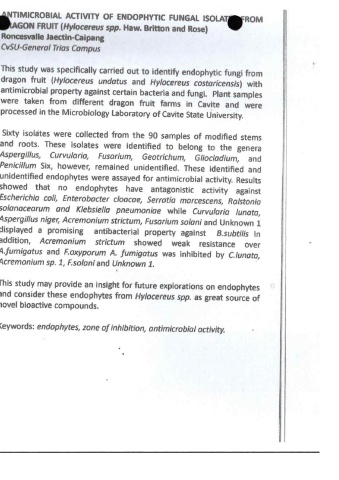 ANTIMICROBIAL ACTIVITY OF ENDOPHYTIC FUNGAL ISOLAT FROM
RAGON FRUIT (Hylocereus spp. Haw. Britton and Rose)
Roncesvalle Jaectin-Caipang
CvSU-General Trias Campus
This study was specifically carried out to identify endophytic fungi from
dragon fruit (Hylocereus undatus and Hylocereus costaricensis) with
antimicrobial property against certain bacteria and fungi. Plant samples
were taken from different dragon fruit farms in Cavite and were
processed in the Microbiology Laboratory of Cavite State University.
Sixty isolates were collected from the 90 samples of modified stems
and roots. These isolates were identified to belong to the genera
Aspergillus, Curvularia, Fusarium, Geotrichum, Gliocladium, and
Penicillum Six, however, remained unidentified. These identified and
unidentified endophytes were assayed for antimicrobial activity. Results
showed that no endophytes have antagonistic activity against
Escherichia coli, Enterobacter cloacae, Serratia marcescens, Ralstonia
solanacearum and Klebsiella pneumoniae while Curvularia lunata,
Aspergillus niger, Acremonium strictum, Fusarium solani and Unknown 1
displayed a promising antibacterial property against B.subtilis In
addition, Acremonium strictum showed weak resistance over
A.fumigatus and F.oxyporum A. fumigatus was inhibited by C.lunata,
Acremonium sp. 1, F.solani and Unknown 1.
This study may provide an insight for future explorations on endophytes
and consider these endophytes from Hylocereus spp. as great source of
novel bioactive compounds.
Keywords: endophytes, zone of inhibition, antimicrobial activity.